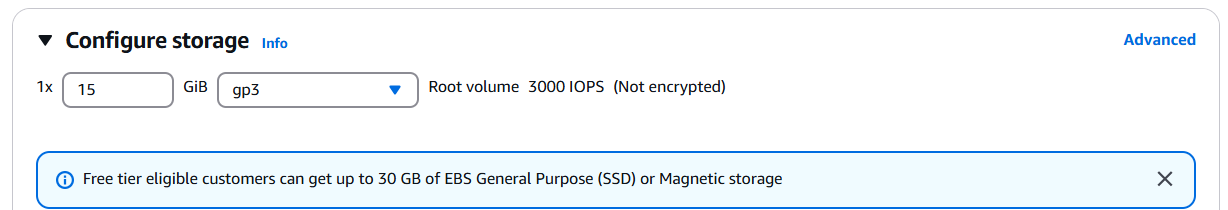 Configure storage Info Advanced
1x 15 GiB gp3 Root volume 3000 IOPS (Not encrypted)
Free tier eligible customers can get up to 30 GB of EBS General Purpose (SSD) or Magnetic storage